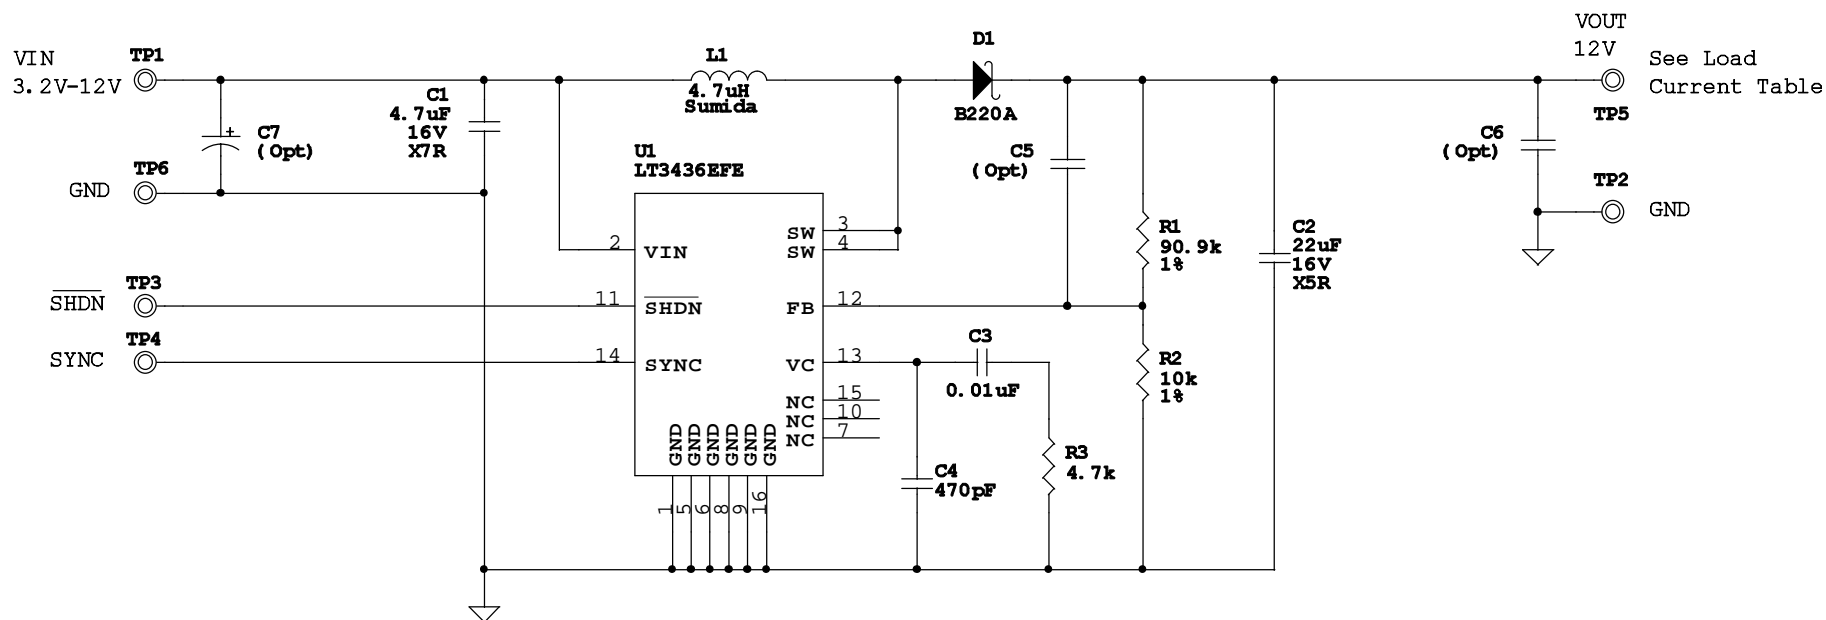 VIN
3.2V-12V
TP1
C7
(Opt)
TP6
GND
C1
4.7uF
16V
X7R
L1
4.7uH
Sumida
D1
B220A
VOUT
12V
See Load
Current Table
TP5
C6
(Opt)
TP2
GND
U1
LT3436EFE
C5
(Opt)
R1
90.9k
1%
C2
22uF
16V
X5R
2
VIN
SW
3
SW
4
SHDN
TP3
11
SHDN
FB
12
SYNC
TP4
14
SYNC
VC
13
C3
0.01uF
R2
10k
1%
NC
15
NC
10
NC
7
GND
GND
GND
GND
GND
GND
1
5
6
8
9
16
C4
470pF
R3
4.7k